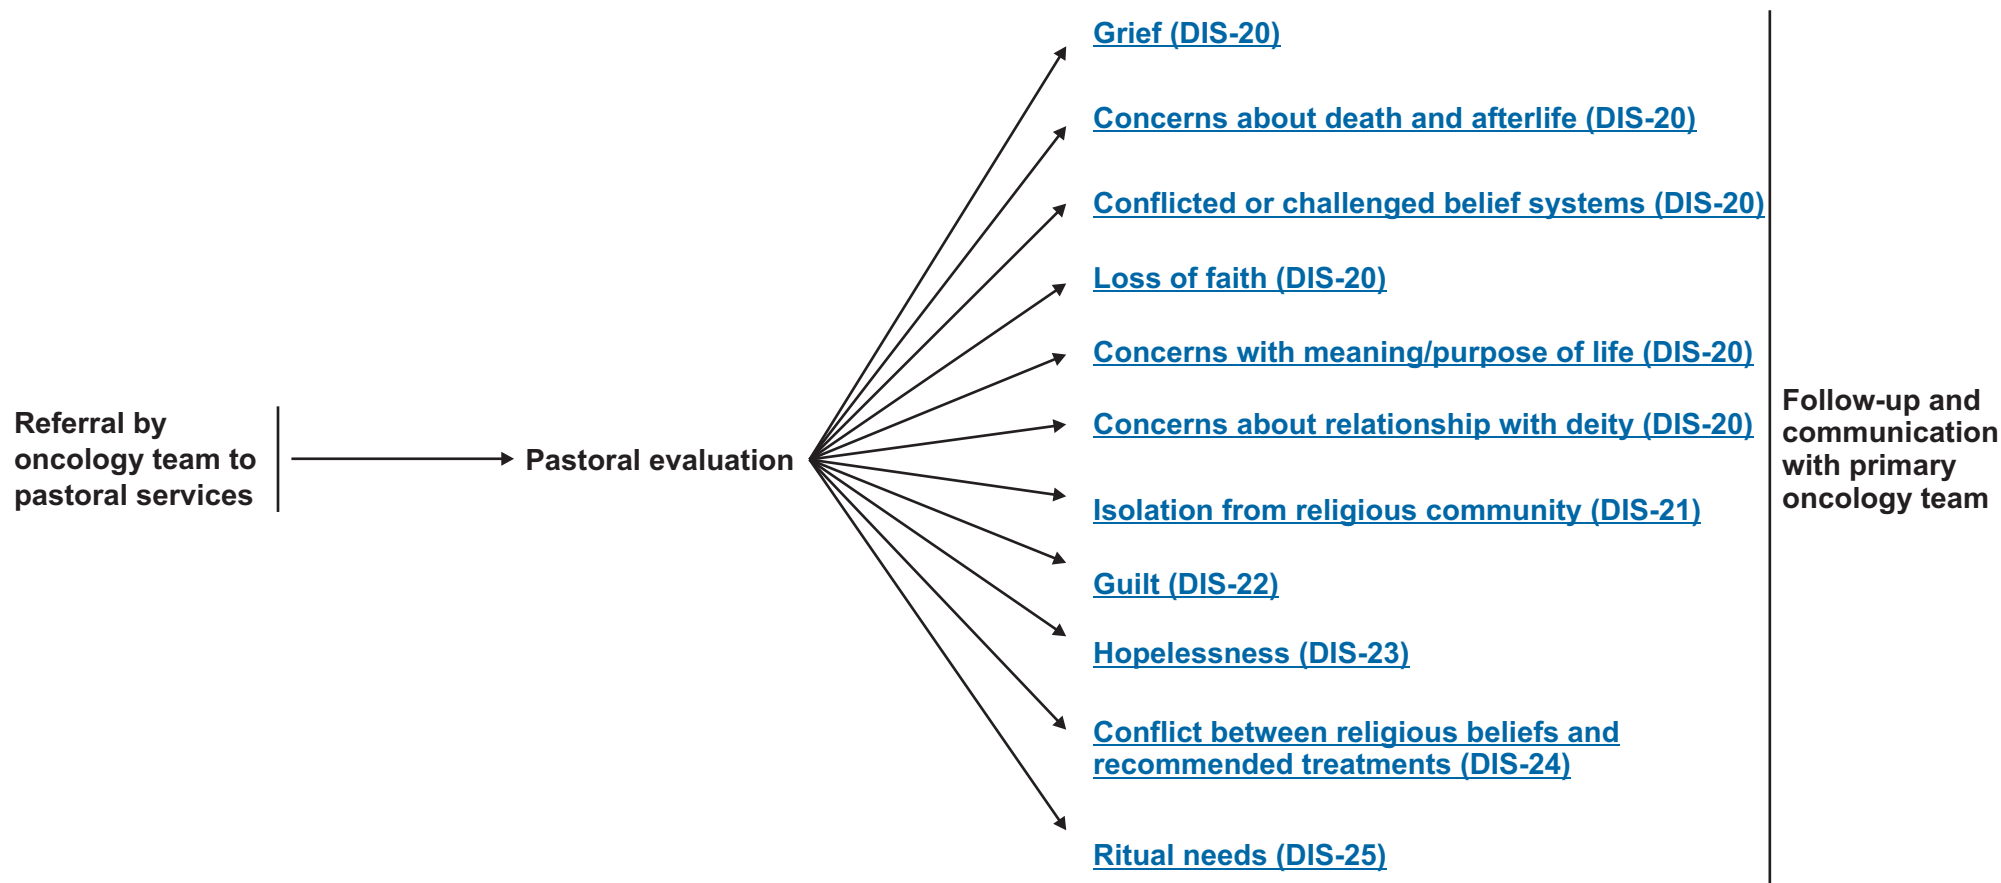 Referral by
oncology team to
pastoral services
Pastoral evaluation
Grief (DIS-20)
Concerns about death and afterlife (DIS-20)
Conflicted or challenged belief systems (DIS-20)
Loss of faith (DIS-20)
Concerns with meaning/purpose of life (DIS-20)
Concerns about relationship with deity (DIS-20)
Isolation from religious community (DIS-21)
Guilt (DIS-22)
Hopelessness (DIS-23)
Conflict between religious beliefs and
recommended treatments (DIS-24)
Ritual needs (DIS-25)
Follow-up and
communication
with primary
oncology team